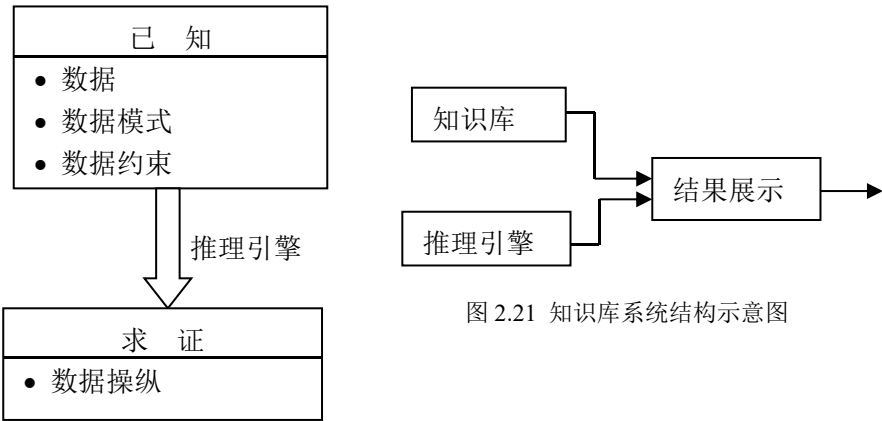 已 知
• 数据
• 数据模式
• 数据约束
推理引擎
求 证
• 数据操纵
知识库
推理引擎
结果展示
图 2.21 知识库系统结构示意图